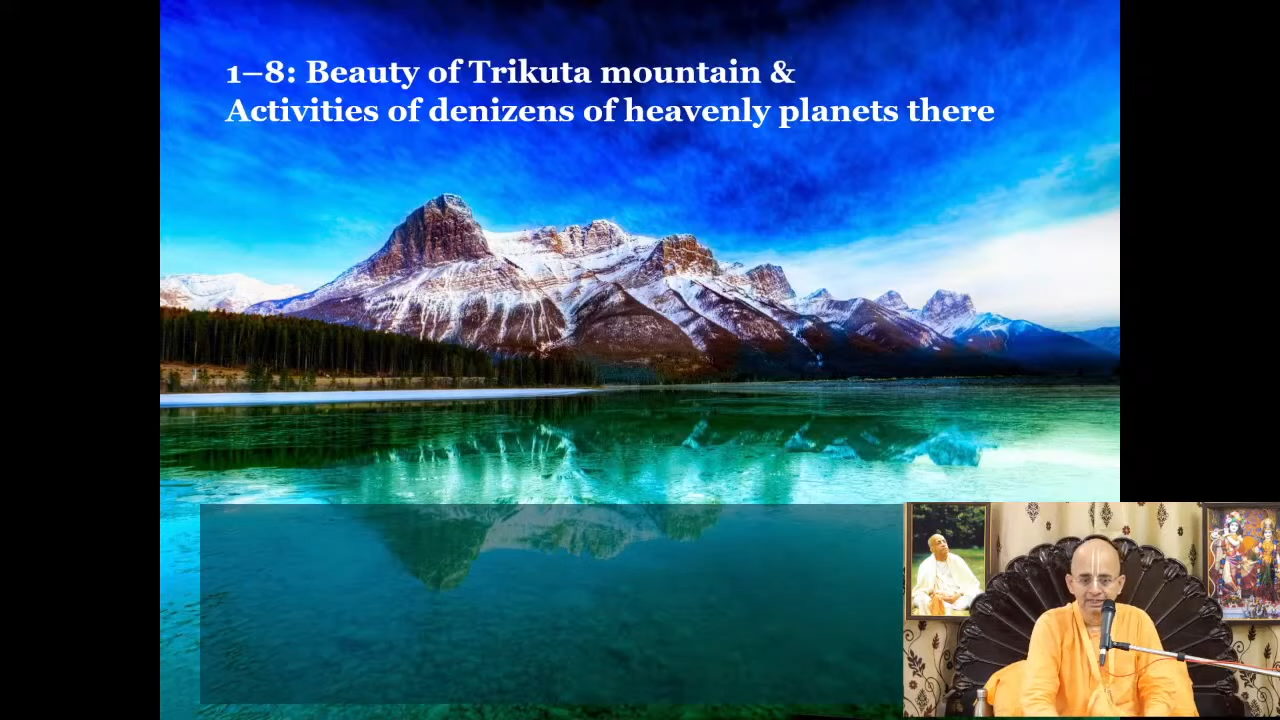 1–8: Beauty of Trikuta mountain &
Activities of denizens of heavenly planets there